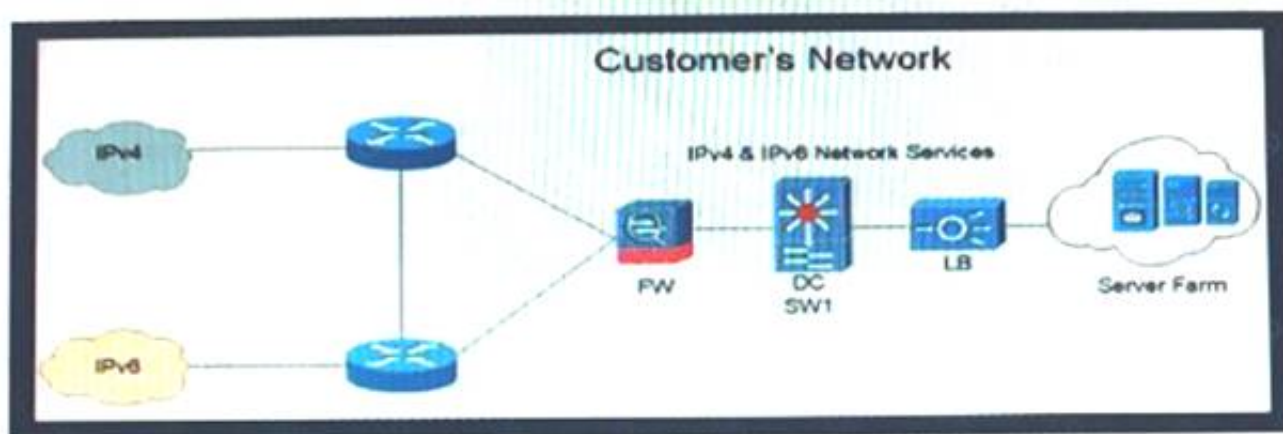 Customer's Network
IPv4
IPv4 & IPv6 Network Services
FW
DC
SW1
LB
Server Farm
IPv6